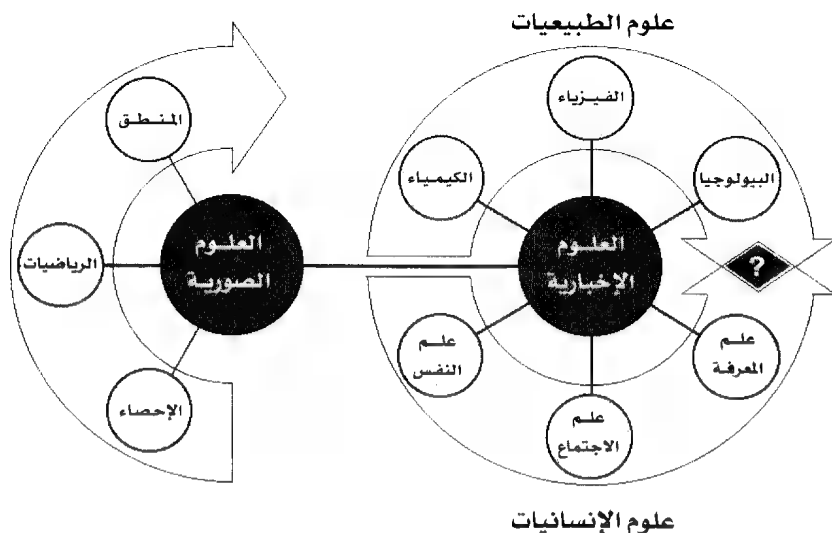 علوم الطبيعيات
الفيزياء
المنطق
البيولوجيا
الكيمياء
العلوم
الإخبارية
العلوم
الصورية
؟
الرياضيات
علم
المعرفة
علم
النفس
علم
الاجتماع
الإحصاء
علوم الإنسانيات